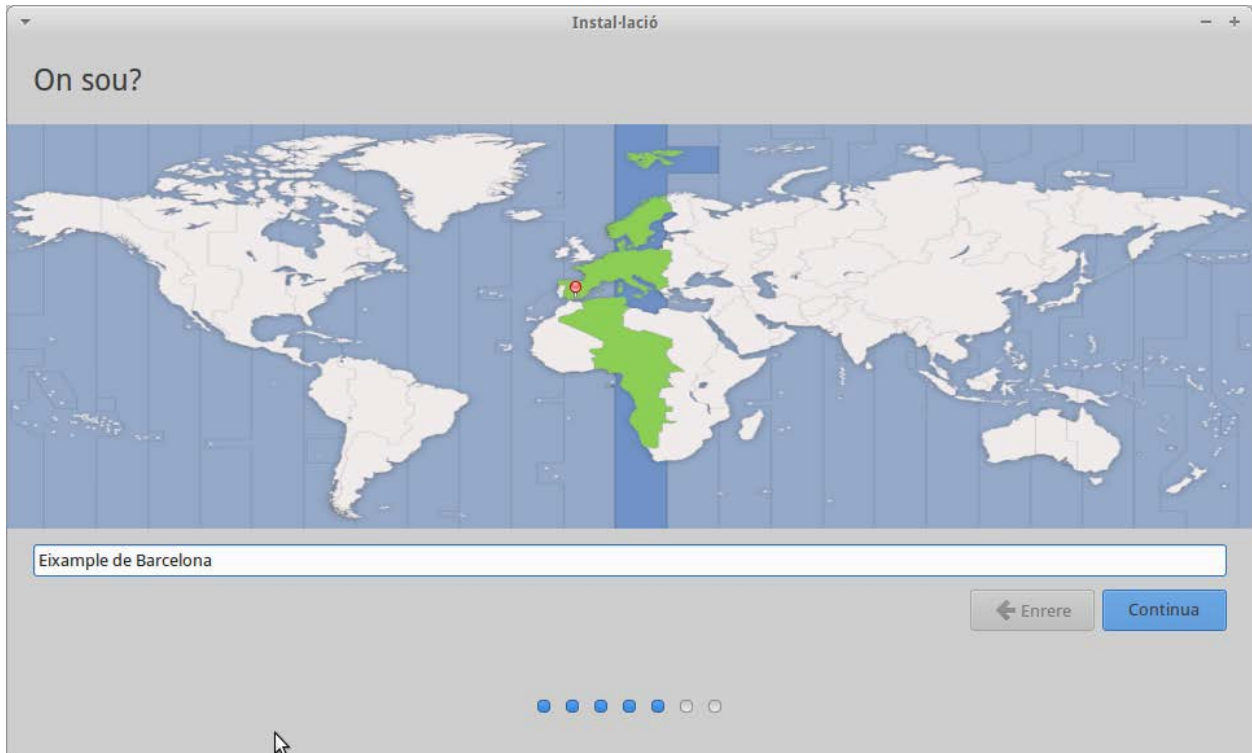 Instal·lació
On sou?
Eixample de Barcelona
Enrere
Continua